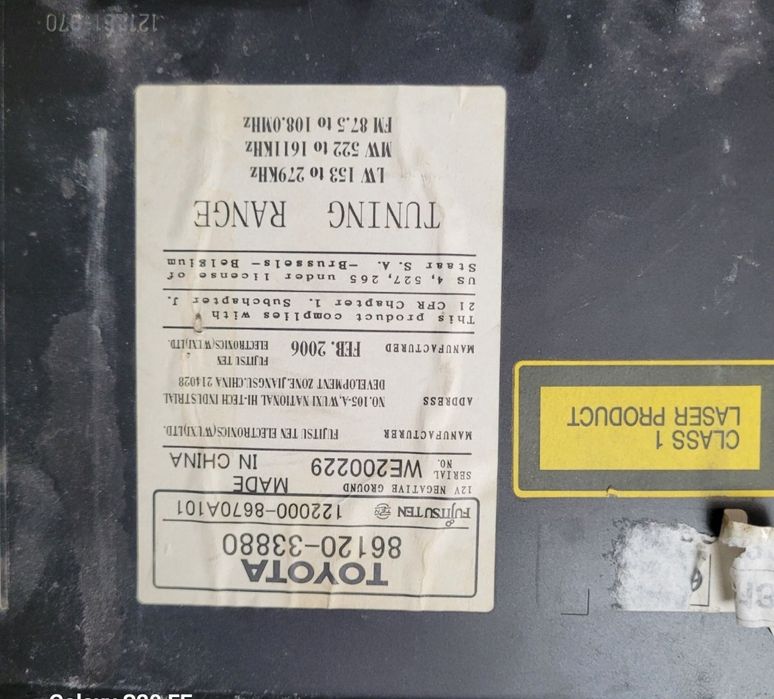 TOYOTA
86120-33880
FUJITSU TEN 122000-8670A101
12V NEGATIVE GROUND MADE
SERIAL NO. WE200229 IN CHINA
MANUFACTURER FUJITSU TEN ELECTRONICS(WUXI)LTD.
ADDRESS NO.105-A,WUXI NATIONAL HI-TECH INDUSTRIAL
DEVELOPMENT ZONE,JIANGSU.CHINA 214028
MANUFACTURED FEB. 2006 FUJITSU TEN
ELECTRONICS(WUXI)LTD.
This product complies with
21 CFR Chapter 1. Subchapter J.
US 4, 527, 265 under license of
Staar S. A. -Brussels- Belgium
TUNING RANGE
LW 153 to 279KHz
MW 522 to 1611KHz
FM 87.5 to 108.0MHz
CLASS 1
LASER PRODUCT